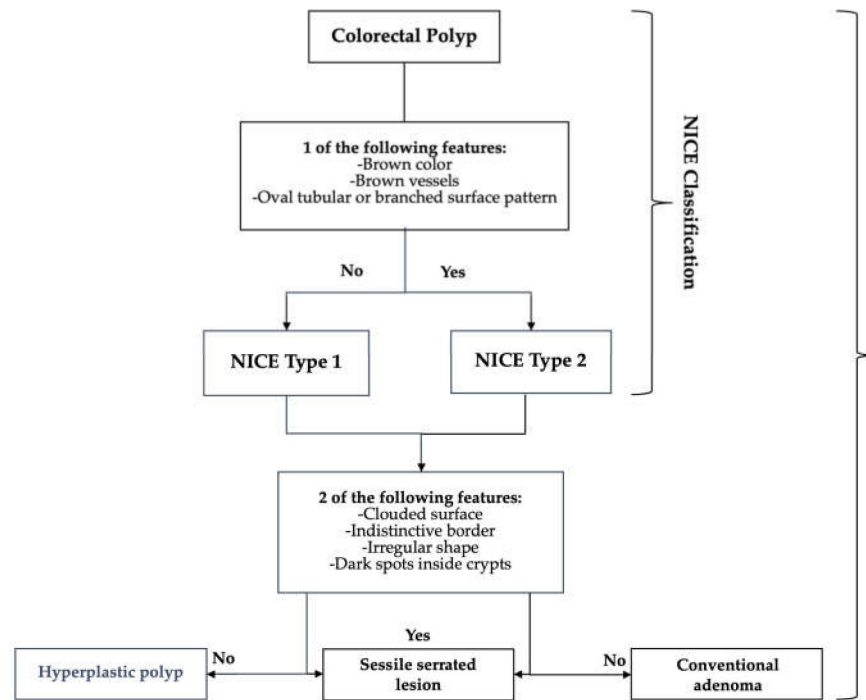 Colorectal Polyp
1 of the following features:
-Brown color
-Brown vessels
-Oval tubular or branched surface pattern
NICE Classification
No
Yes
NICE Type 1
NICE Type 2
2 of the following features:
-Clouded surface
-Indistinctive border
-Irregular shape
-Dark spots inside crypts
Yes
No
No
Hyperplastic polyp
Sessile serrated
lesion
Conventional
adenoma